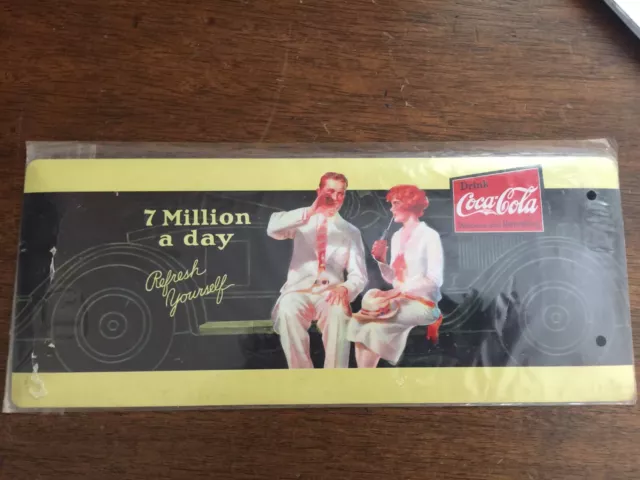 7 Million
a day
Refresh
Yourself
Drink
Coca-Cola